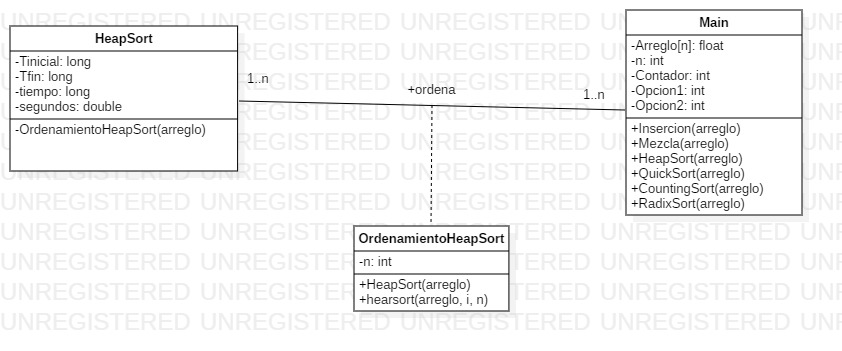 HeapSort
-Tinicial: long
-Tfin: long
-tiempo: long
-segundos: double
-OrdenamientoHeapSort(arreglo)
1..n
+ordena
1..n
Main
-Arreglo[n]: float
-n: int
-Contador: int
-Opcion1: int
-Opcion2: int
+Insercion(arreglo)
+Mezcla(arreglo)
+HeapSort(arreglo)
+QuickSort(arreglo)
+CountingSort(arreglo)
+RadixSort(arreglo)
OrdenamientoHeapSort
-n: int
+HeapSort(arreglo)
+hearsort(arreglo, i, n)
UNREGISTERED UNREGISTERED UNREGISTERED UNREGISTERED